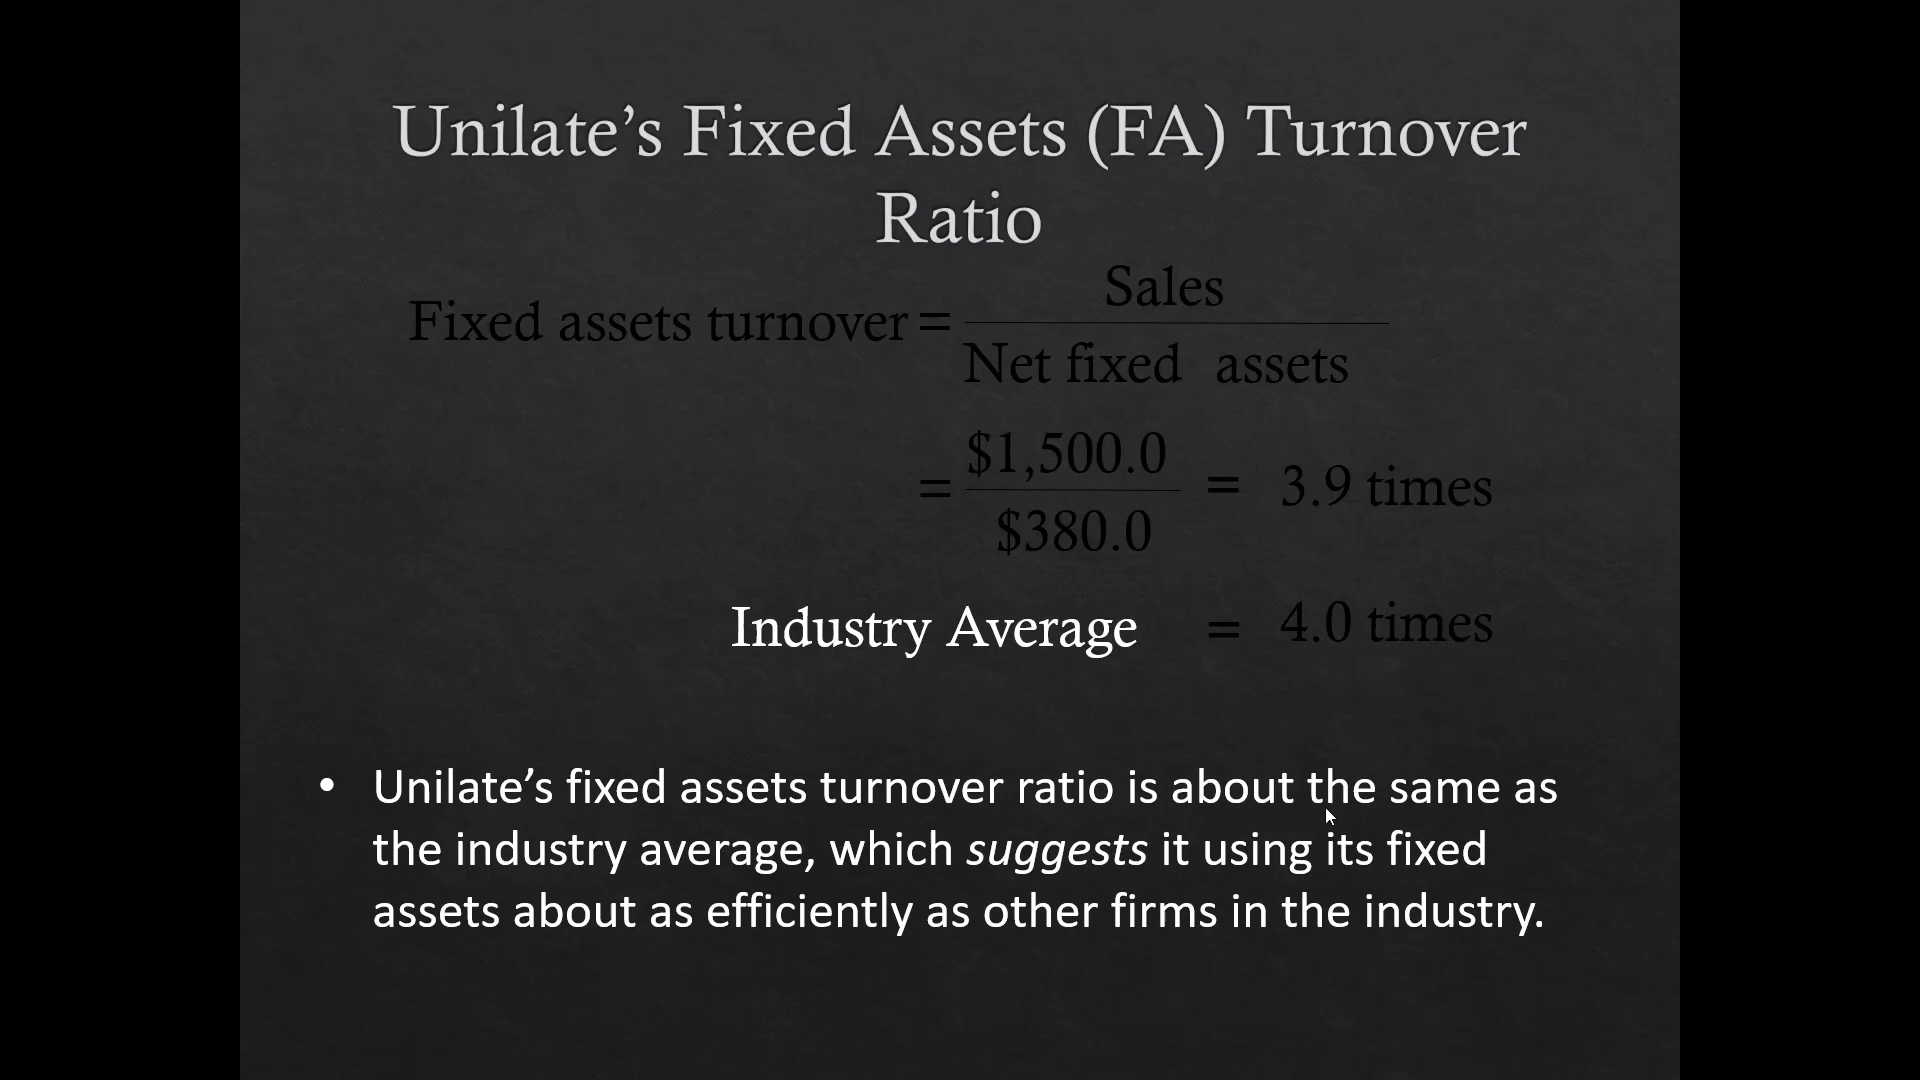 Unilate’s Fixed Assets (FA) Turnover
Ratio
Fixed assets turnover = Sales
Net fixed assets
= $1,500.0 = 3.9 times
$380.0
Industry Average = 4.0 times
• Unilate’s fixed assets turnover ratio is about the same as
the industry average, which suggests it using its fixed
assets about as efficiently as other firms in the industry.